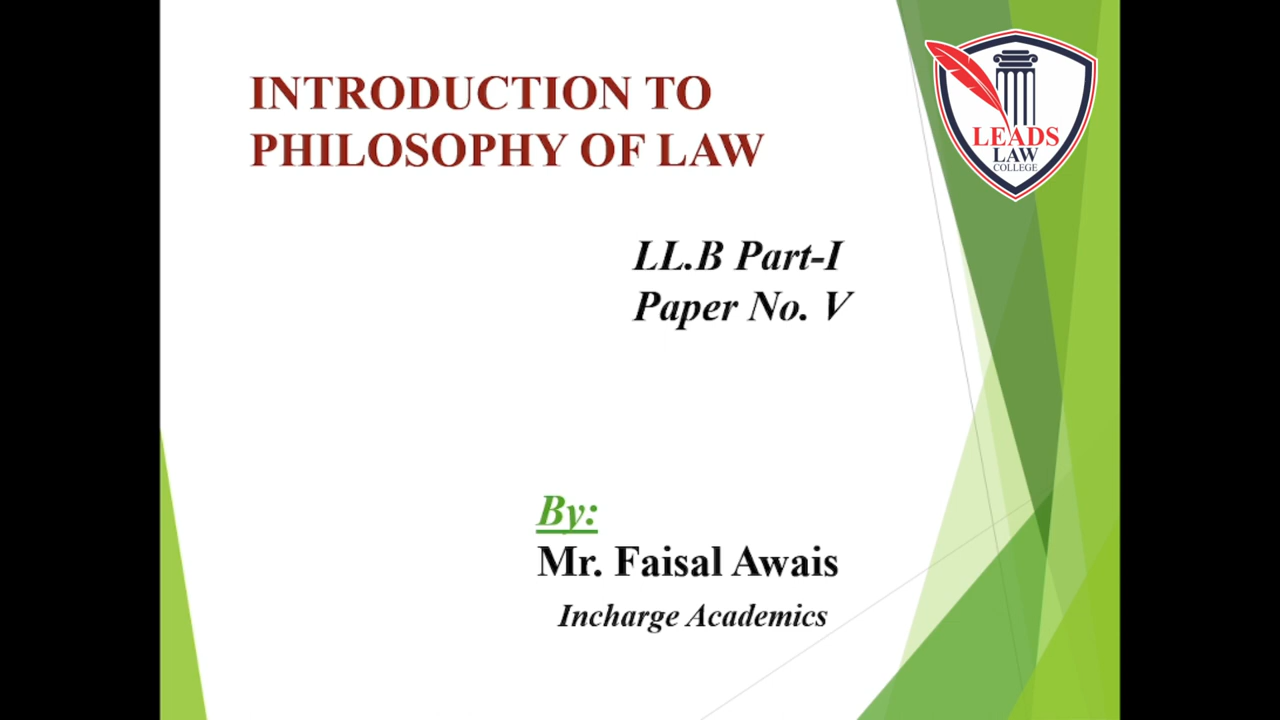 INTRODUCTION TO
PHILOSOPHY OF LAW
LEADS
LAW
COLLEGE
LL.B Part-I
Paper No. V
By:
Mr. Faisal Awais
Incharge Academics